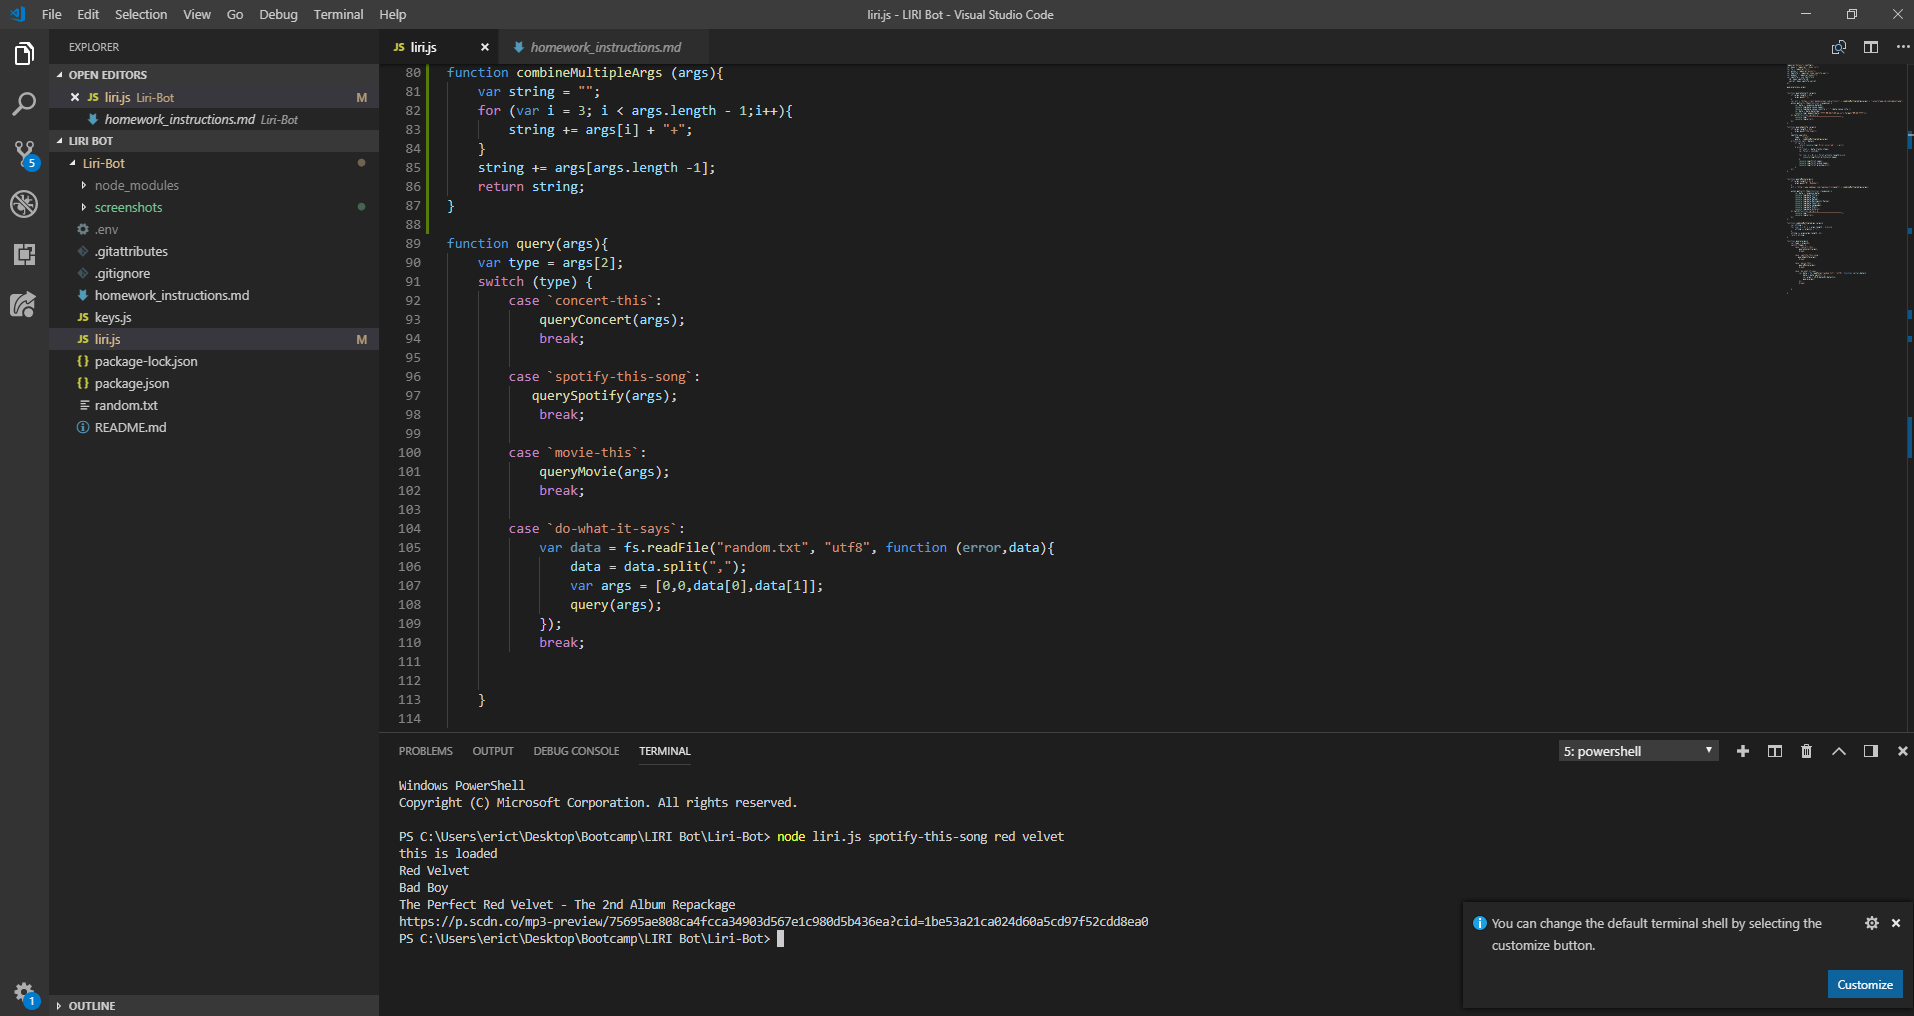 File Edit Selection View Go Debug Terminal Help
liri.js - LIRI Bot - Visual Studio Code
EXPLORER
OPEN EDITORS
JS liri.js Liri-Bot M
homework_instructions.md Liri-Bot
LIRI BOT
Liri-Bot
node_modules
screenshots
.env
.gitattributes
.gitignore
homework_instructions.md
JS keys.js
JS liri.js M
{} package-lock.json
{} package.json
random.txt
README.md
OUTLINE
5
1
JS liri.js
homework_instructions.md
80 function combineMultipleArgs (args){
81 var string = "";
82 for (var i = 3; i < args.length - 1;i++){
83 string += args[i] + "+";
84 }
85 string += args[args.length -1];
86 return string;
87 }
88
89 function query(args){
90 var type = args[2];
91 switch (type) {
92 case `concert-this`:
93 queryConcert(args);
94 break;
95
96 case `spotify-this-song`:
97 querySpotify(args);
98 break;
99
100 case `movie-this`:
101 queryMovie(args);
102 break;
103
104 case `do-what-it-says`:
105 var data = fs.readFile("random.txt", "utf8", function (error,data){
106 data = data.split(",");
107 var args = [0,0,data[0],data[1]];
108 query(args);
109 });
110 break;
111
112
113 }
114
PROBLEMS OUTPUT DEBUG CONSOLE TERMINAL
5: powershell
Windows PowerShell
Copyright (C) Microsoft Corporation. All rights reserved.
PS C:\Users\erict\Desktop\Bootcamp\LIRI Bot\Liri-Bot> node liri.js spotify-this-song red velvet
this is loaded
Red Velvet
Bad Boy
The Perfect Red Velvet - The 2nd Album Repackage
https://p.scdn.co/mp3-preview/75695ae808ca4fcca34903d567e1c980d5b436ea?cid=1be53a21ca024d60a5cd97f52cdd8ea0
PS C:\Users\erict\Desktop\Bootcamp\LIRI Bot\Liri-Bot>
You can change the default terminal shell by selecting the
customize button.
Customize